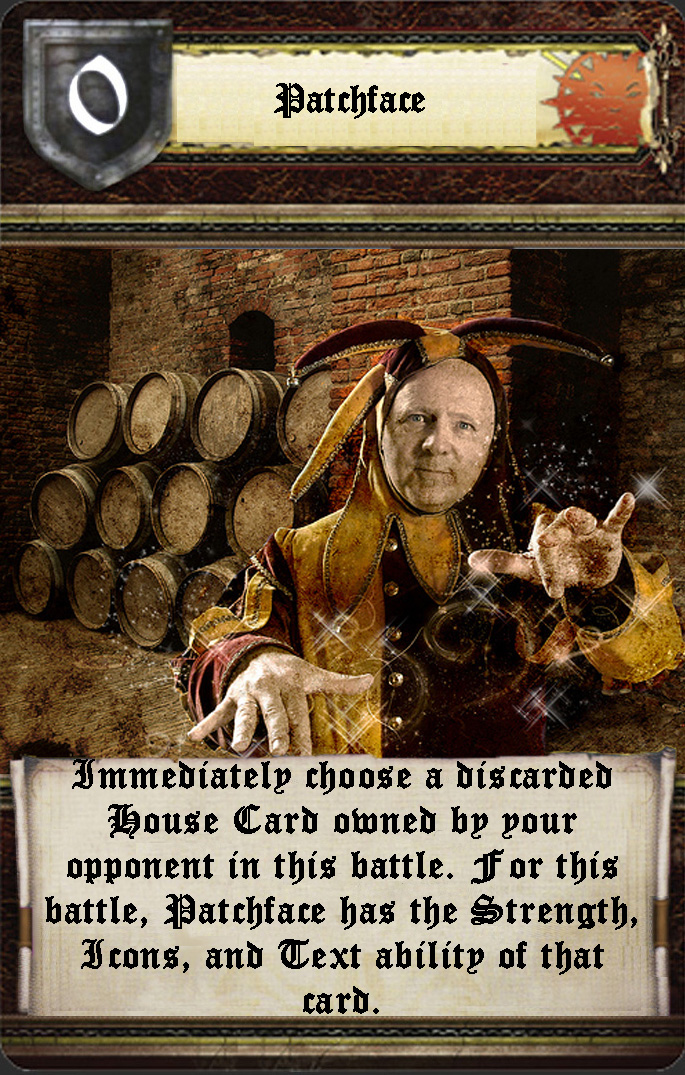 0
Patchface
Immediately choose a discarded
House Card owned by your
opponent in this battle. For this
battle, Patchface has the Strength,
Icons, and Text ability of that
card.